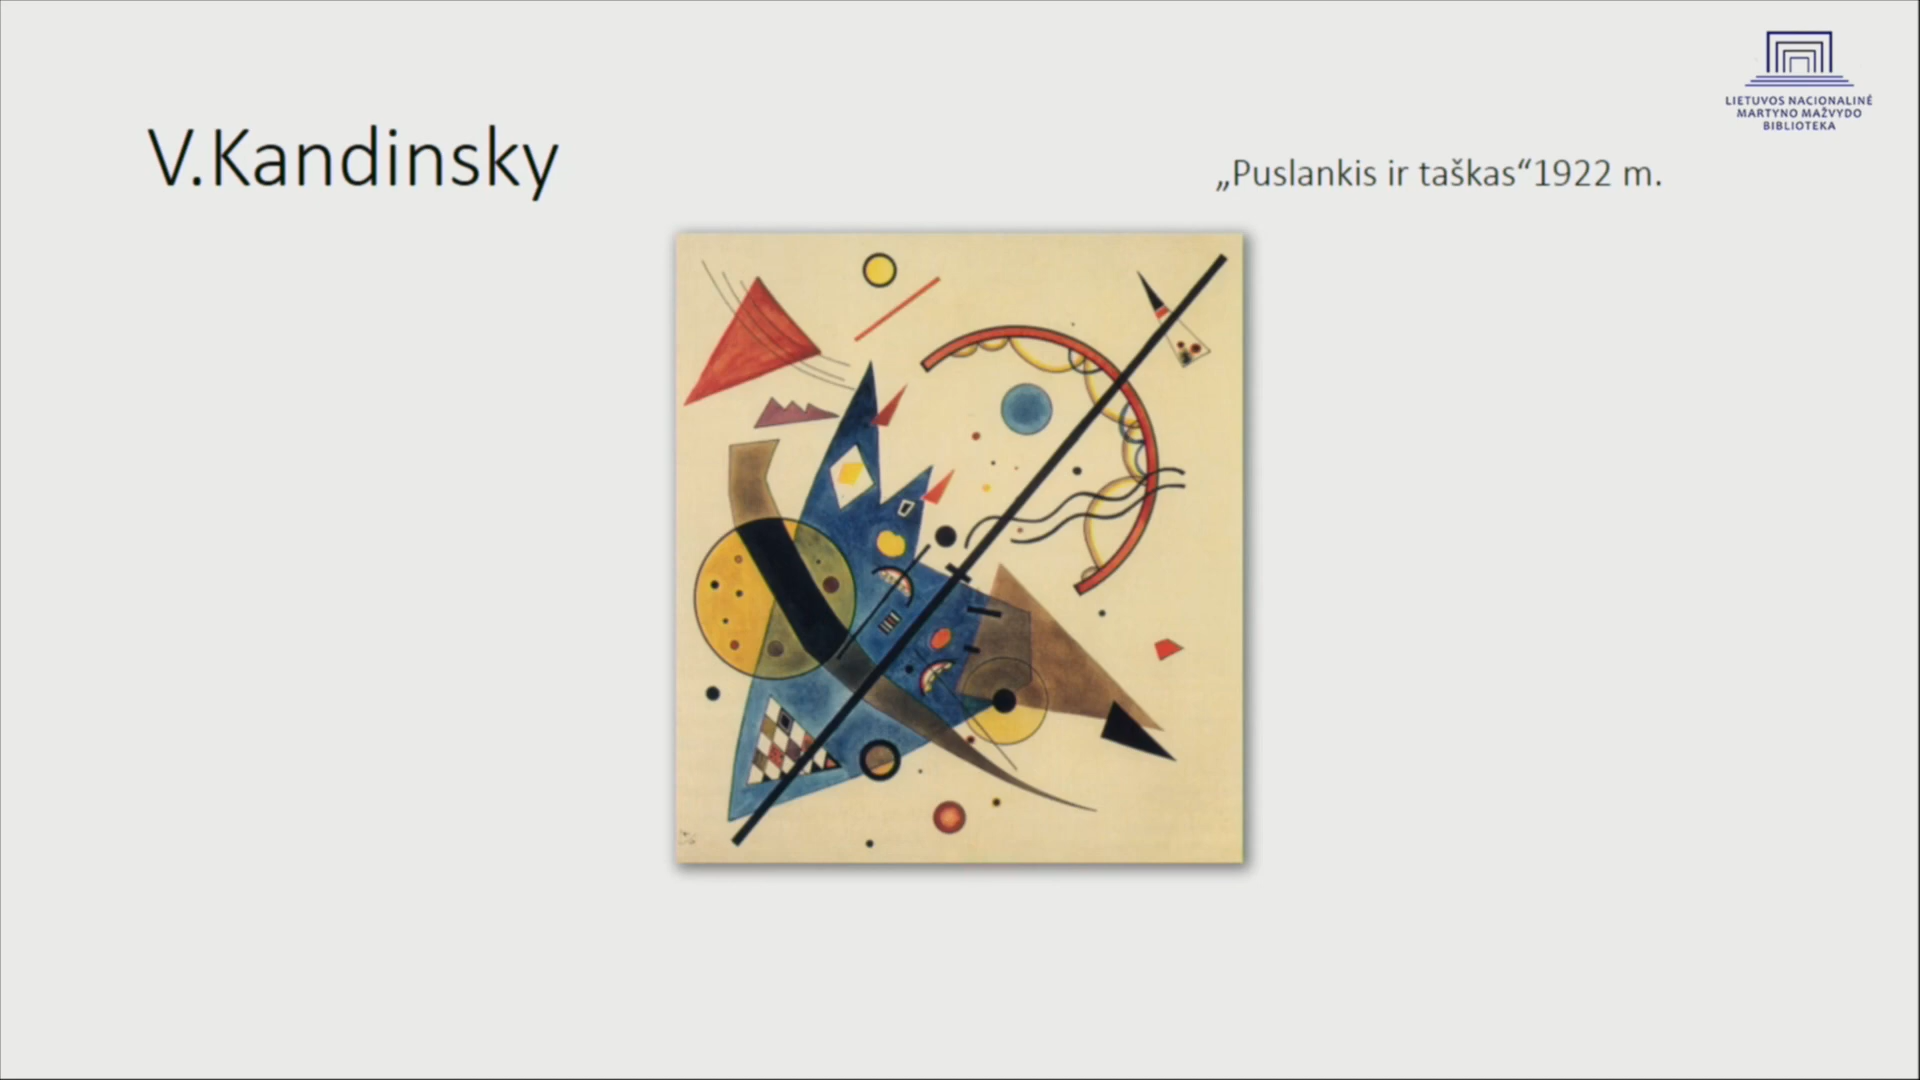 V.Kandinsky
„Puslankis ir taškas“1922 m.
LIETUVOS NACIONALINĖ
MARTYNO MAŽVYDO
BIBLIOTEKA